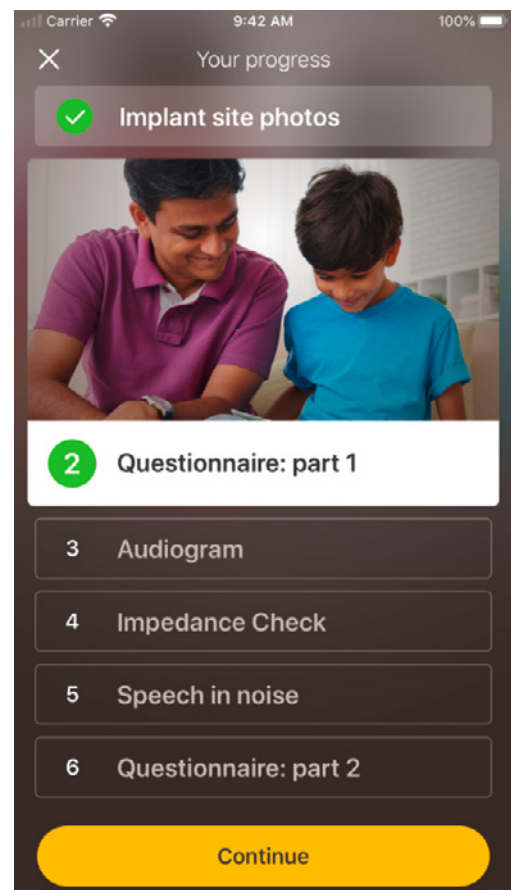 Carrier 9:42 AM 100%
Your progress
Implant site photos
2 Questionnaire: part 1
3 Audiogram
4 Impedance Check
5 Speech in noise
6 Questionnaire: part 2
Continue